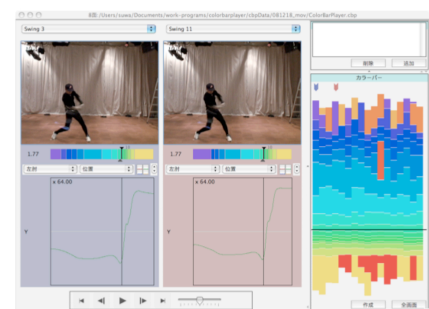 /Users/suwa/Documents/work-programs/colorbarplayer/cbpData/081218_mov/ColorBarPlayer.cbp
Swing 3
Swing 11
削除
追加
カラーバー
1.77
1.77
左肘
位置
左肘
位置
x 64.00
x 64.00
Y
Y
作成
全画面